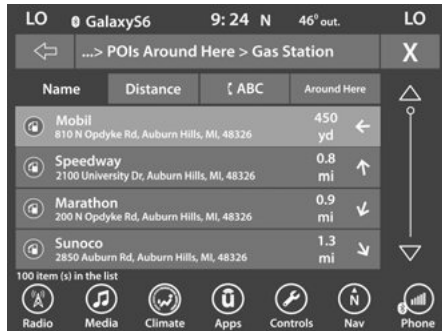 LO GalaxyS6 9:24 N 46° out. LO
...> POIs Around Here > Gas Station X
Name Distance ABC Around Here
Mobil 450 yd
810 N Opdyke Rd, Auburn Hills, MI, 48326
Speedway 0.8 mi
2100 University Dr, Auburn Hills, MI, 48326
Marathon 0.9 mi
200 N Opdyke Rd, Auburn Hills, MI, 48326
Sunoco 1.3 mi
2850 Auburn Rd, Auburn Hills, MI, 48326
100 item (s) in the list
Radio Media Climate Apps Controls Nav Phone